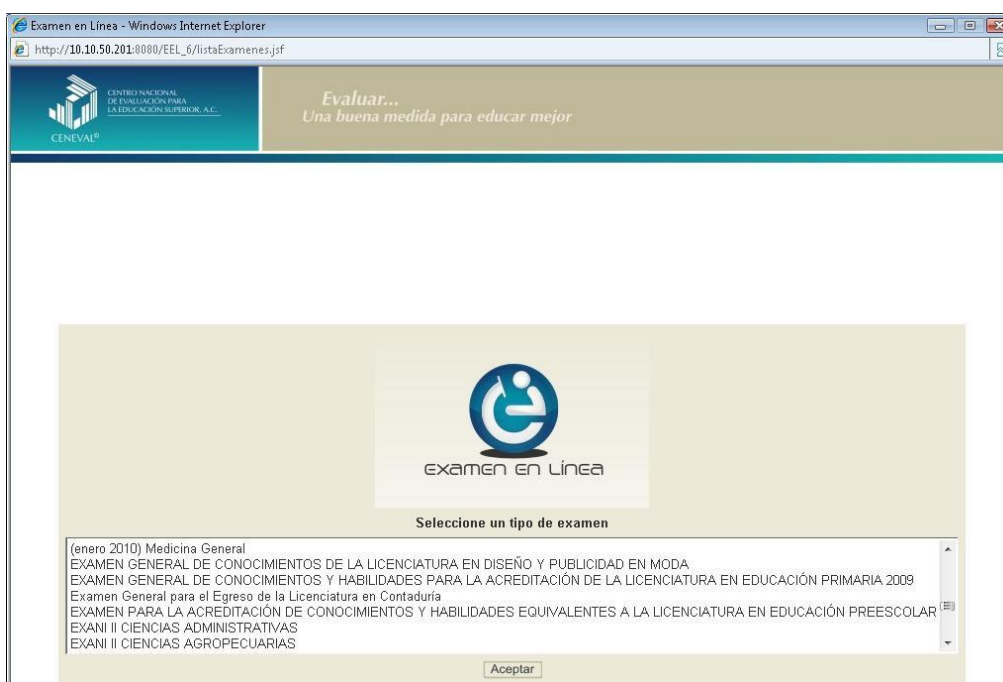 Examen en Línea - Windows Internet Explorer
http://10.10.50.201:8080/EEL_6/listaExamenes.jsf
CENTRO NACIONAL
DE EVALUACIÓN PARA
LA EDUCACIÓN SUPERIOR, A.C.
CENEVAL®
Evaluar...
Una buena medida para educar mejor
examen en línea
Seleccione un tipo de examen
(enero 2010) Medicina General
EXAMEN GENERAL DE CONOCIMIENTOS DE LA LICENCIATURA EN DISEÑO Y PUBLICIDAD EN MODA
EXAMEN GENERAL DE CONOCIMIENTOS Y HABILIDADES PARA LA ACREDITACIÓN DE LA LICENCIATURA EN EDUCACIÓN PRIMARIA 2009
Examen General para el Egreso de la Licenciatura en Contaduría
EXAMEN PARA LA ACREDITACIÓN DE CONOCIMIENTOS Y HABILIDADES EQUIVALENTES A LA LICENCIATURA EN EDUCACIÓN PREESCOLAR
EXANI II CIENCIAS ADMINISTRATIVAS
EXANI II CIENCIAS AGROPECUARIAS
Aceptar